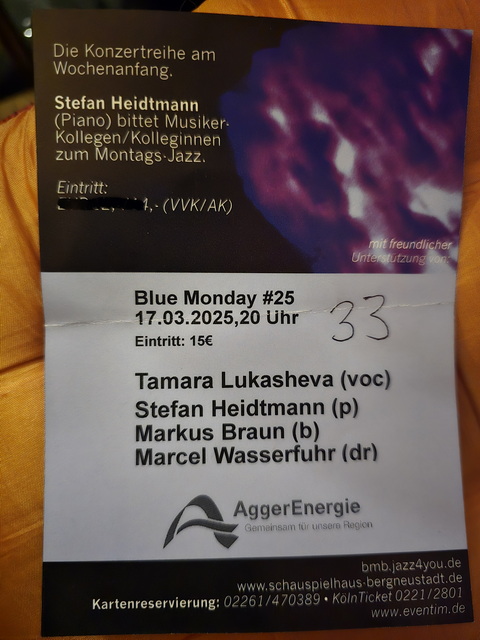 Die Konzertreihe am
Wochenanfang.
Stefan Heidtmann
(Piano) bittet Musiker-
Kollegen/Kolleginnen
zum Montags-Jazz.
Eintritt:
,- (VVK/AK)
mit freundlicher
Unterstützung von:
Blue Monday #25
17.03.2025,20 Uhr
33
Eintritt: 15€
Tamara Lukasheva (voc)
Stefan Heidtmann (p)
Markus Braun (b)
Marcel Wasserfuhr (dr)
AggerEnergie
Gemeinsam für unsere Region
bmb.jazz4you.de
www.schauspielhaus-bergneustadt.de
Kartenreservierung: 02261/470389 • KölnTicket 0221/2801
www.eventim.de